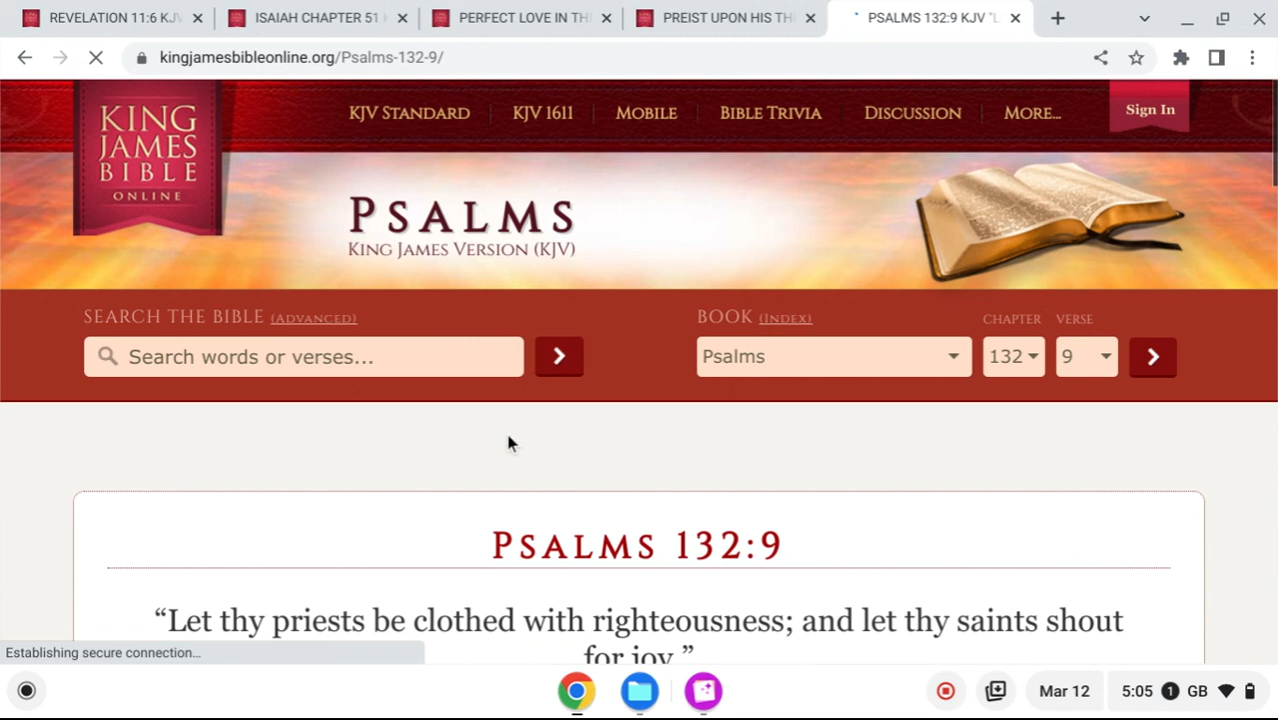 REVELATION 11:6 KJV
ISAIAH CHAPTER 51
PERFECT LOVE IN TH
PREIST UPON HIS TH
PSALMS 132:9 KJV "L
kingjamesbibleonline.org/Psalms-132-9/
KING JAMES BIBLE ONLINE
KJV STANDARD
KJV 1611
MOBILE
BIBLE TRIVIA
DISCUSSION
MORE...
Sign In
PSALMS
KING JAMES VERSION (KJV)
SEARCH THE BIBLE (ADVANCED)
BOOK (INDEX)
CHAPTER
VERSE
Search words or verses...
Psalms
132
9
PSALMS 132:9
“Let thy priests be clothed with righteousness; and let thy saints shout
for joy.”
Establishing secure connection...
Mar 12
5:05
1
GB